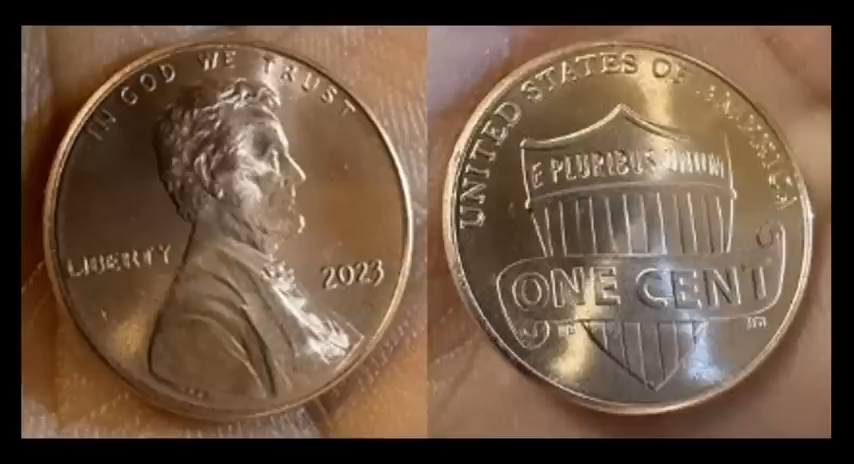 IN GOD WE TRUST
LIBERTY
2023
UNITED STATES OF AMERICA
E PLURIBUS UNUM
ONE CENT